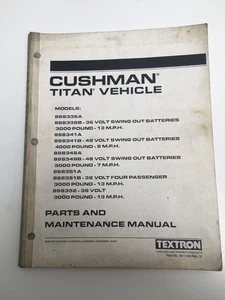 CUSHMAN®
TITAN® VEHICLE
MODELS:
898335A
898335B - 36 VOLT SWING OUT BATTERIES
3000 POUND - 13 M.P.H.
898341A
898341B - 48 VOLT SWING OUT BATTERIES
4000 POUND - 9 M.P.H.
898349A
898349B - 48 VOLT SWING OUT BATTERIES
5000 POUND - 7 M.P.H.
898351A
898351B - 36 VOLT FOUR PASSENGER
3000 POUND - 13 M.P.H.
898352 - 36 VOLT
3000 POUND - 13 M.P.H.
PARTS AND
MAINTENANCE MANUAL
TEXTRON